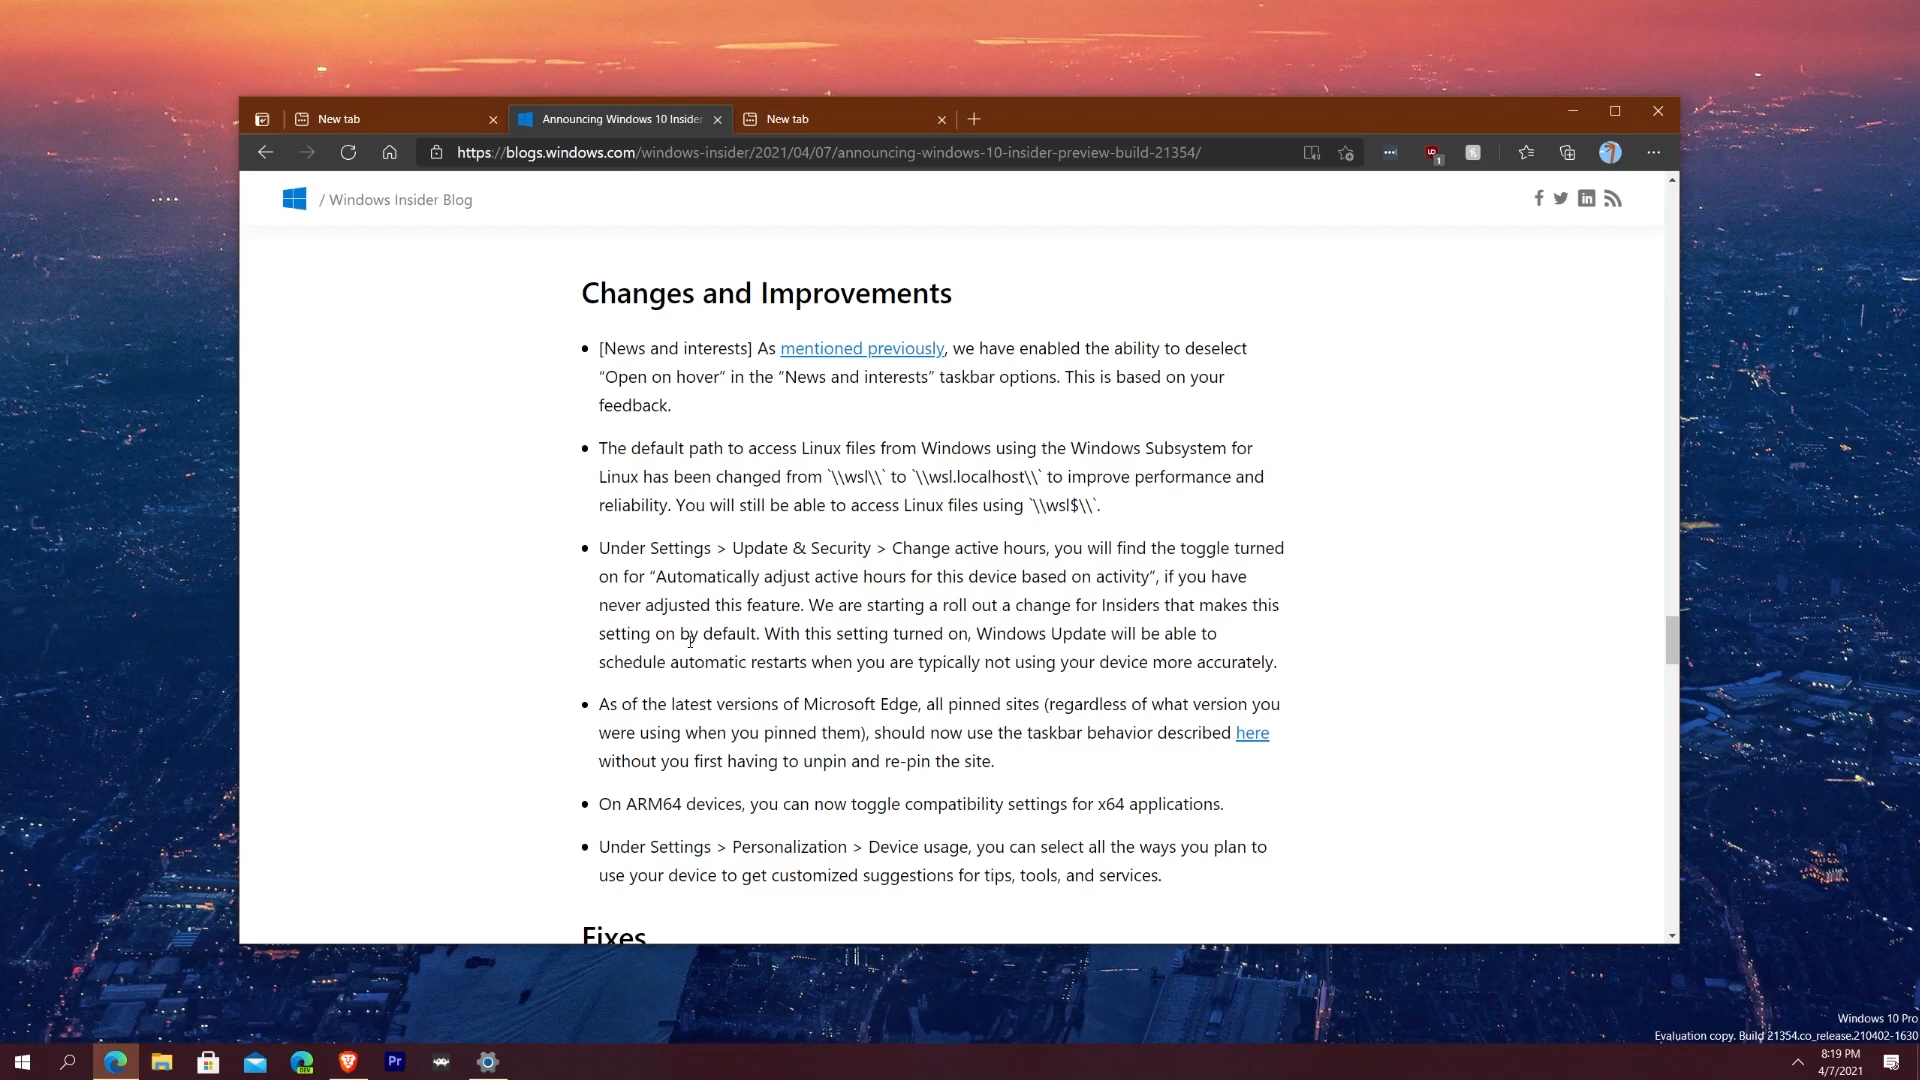 New tab
Announcing Windows 10 Insider
New tab
https://blogs.windows.com/windows-insider/2021/04/07/announcing-windows-10-insider-preview-build-21354/
1
/ Windows Insider Blog
Changes and Improvements
[News and interests] As mentioned previously, we have enabled the ability to deselect
“Open on hover” in the “News and interests” taskbar options. This is based on your
feedback.
The default path to access Linux files from Windows using the Windows Subsystem for
Linux has been changed from `\\wsl\\` to `\\wsl.localhost\\` to improve performance and
reliability. You will still be able to access Linux files using `\\wsl$\\`.
Under Settings > Update & Security > Change active hours, you will find the toggle turned
on for “Automatically adjust active hours for this device based on activity”, if you have
never adjusted this feature. We are starting a roll out a change for Insiders that makes this
setting on by default. With this setting turned on, Windows Update will be able to
schedule automatic restarts when you are typically not using your device more accurately.
As of the latest versions of Microsoft Edge, all pinned sites (regardless of what version you
were using when you pinned them), should now use the taskbar behavior described here
without you first having to unpin and re-pin the site.
On ARM64 devices, you can now toggle compatibility settings for x64 applications.
Under Settings > Personalization > Device usage, you can select all the ways you plan to
use your device to get customized suggestions for tips, tools, and services.
Fixes
Windows 10 Pro
Evaluation copy. Build 21354.co_release.210402-1630
DEV
Pr
8:19 PM
4/7/2021